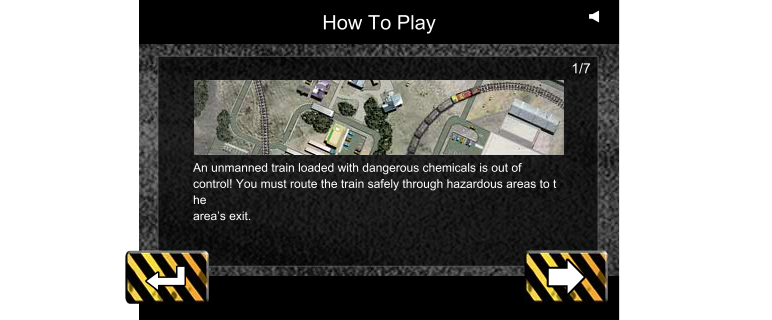 How To Play
1/7
An unmanned train loaded with dangerous chemicals is out of
control! You must route the train safely through hazardous areas to t
he
area's exit.